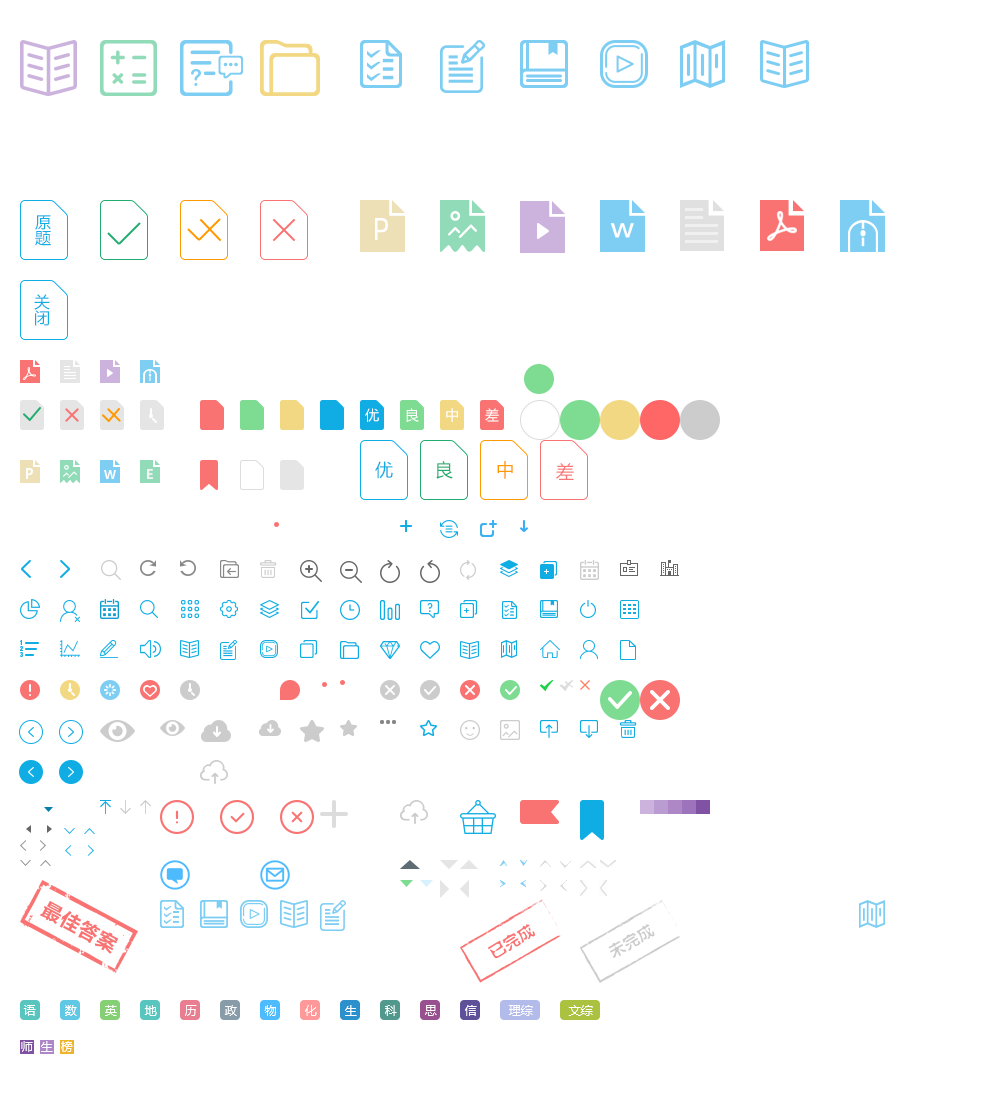 原题
P
W
关闭
优 良 中 差
P W E
优 良 中 差
最佳答案
已完成
未完成
语 数 英 地 历 政 物 化 生 科 思 信 理综 文综
师 生 榜